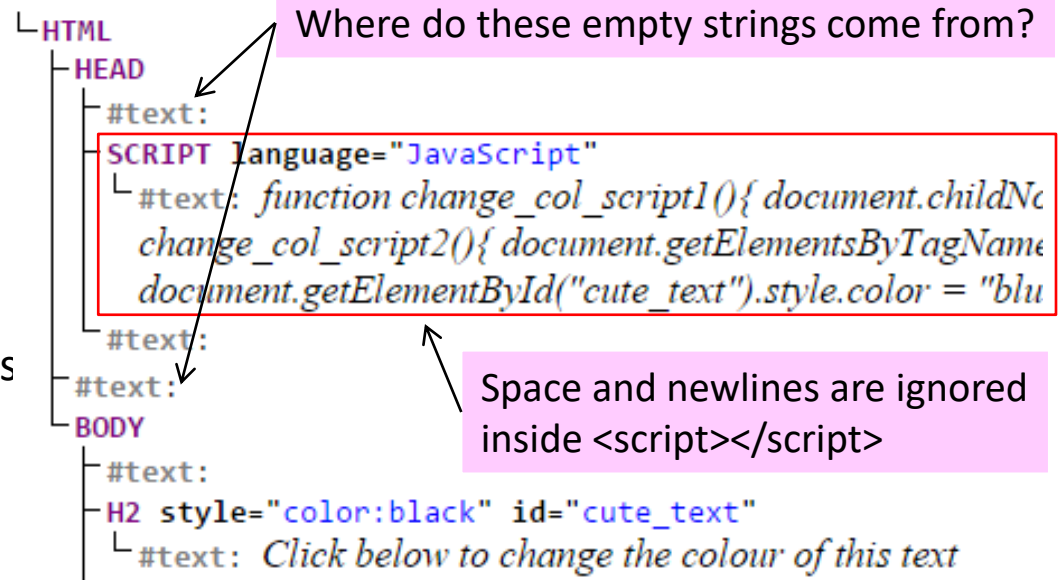 Where do these empty strings come from?
HTML
HEAD
#text:
SCRIPT language="JavaScript"
#text: function change_col_script1(){ document.childNo
change_col_script2(){ document.getElementsByTagName
document.getElementById("cute_text").style.color = "blu
#text:
s
#text:
Space and newlines are ignored
inside <script></script>
BODY
#text:
H2 style="color:black" id="cute_text"
#text: Click below to change the colour of this text